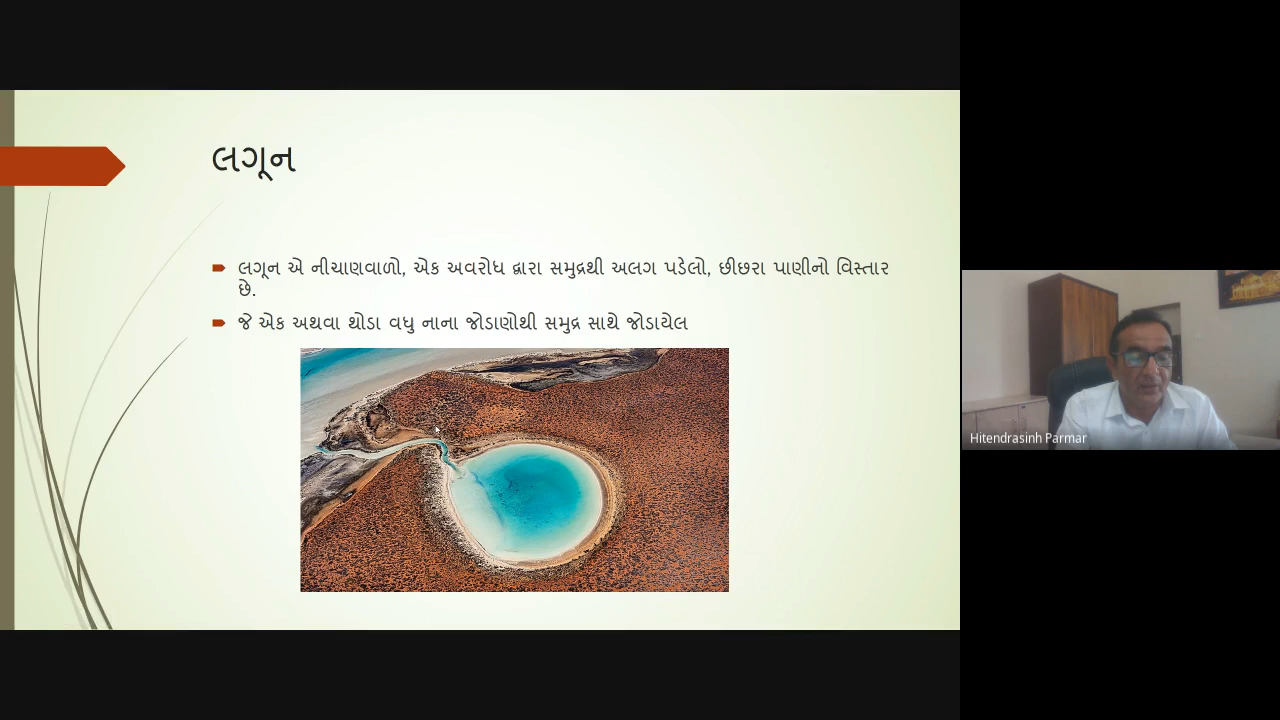 લગૂન
લગૂન એ નીચાણવાળો, એક અવરોધ દ્વારા સમુદ્રથી અલગ પડેલો, છીછરા પાણીનો વિસ્તાર
છે.
જે એક અથવા થોડા વધુ નાના જોડાણોથી સમુદ્ર સાથે જોડાયેલ
Hitendrasinh Parmar